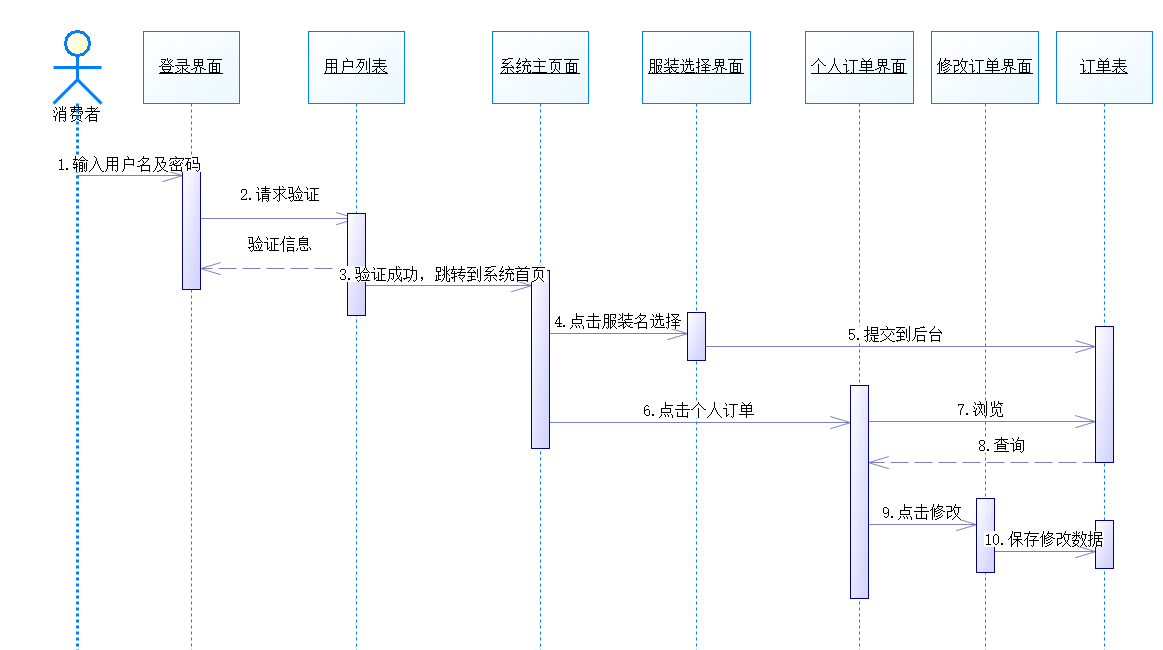 登录界面
用户列表
系统主页面
服装选择界面
个人订单界面
修改订单界面
订单表
消费者
1.输入用户名及密码
2.请求验证
验证信息
3.验证成功，跳转到系统首页
4.点击服装名选择
5.提交到后台
6.点击个人订单
7.浏览
8.查询
9.点击修改
10.保存修改数据